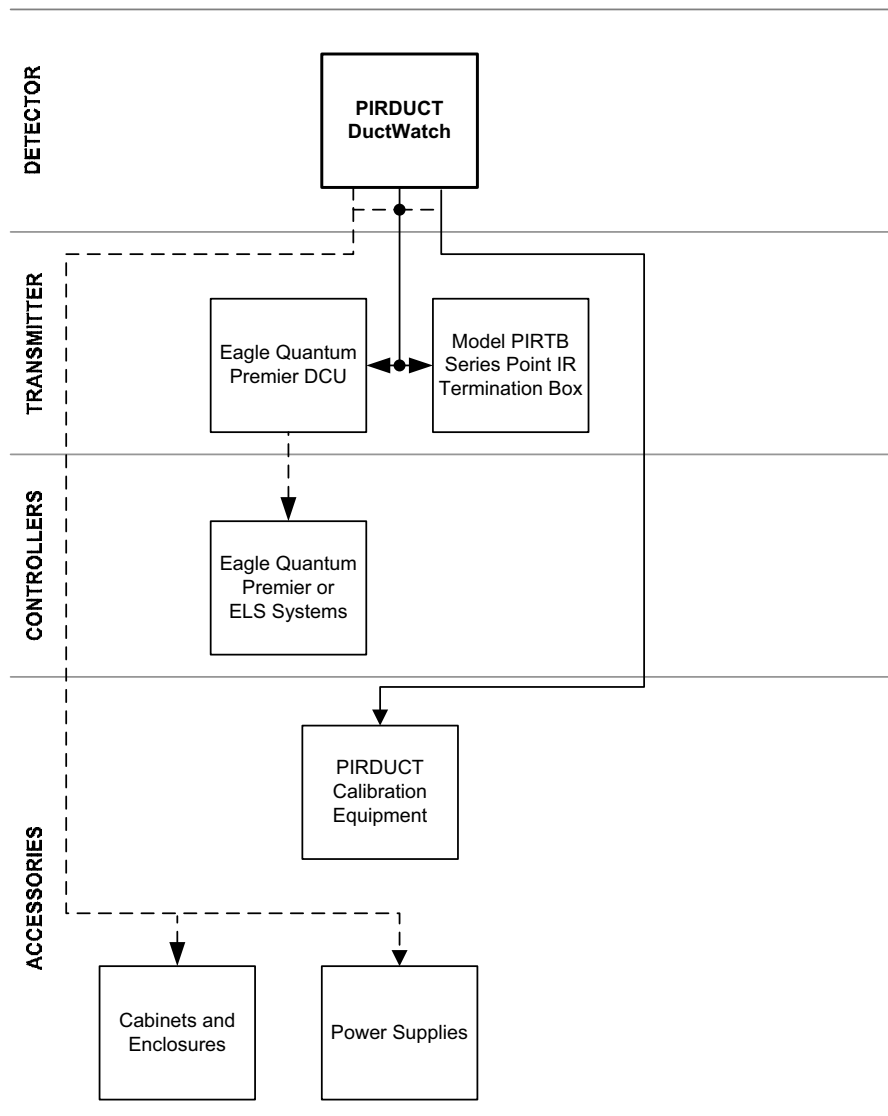 DETECTOR
PIRDUCT
DuctWatch
TRANSMITTER
Eagle Quantum
Premier DCU
Model PIRTB
Series Point IR
Termination Box
CONTROLLERS
Eagle Quantum
Premier or
ELS Systems
ACCESSORIES
PIRDUCT
Calibration
Equipment
Cabinets and
Enclosures
Power Supplies